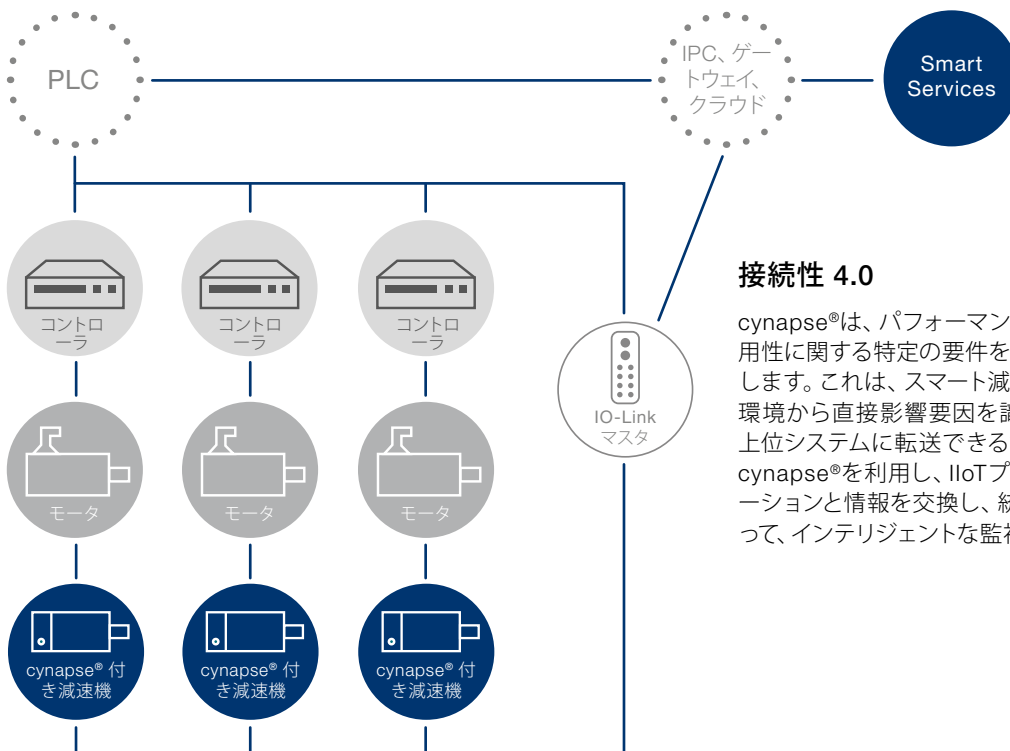 PLC
IPC、ゲー
トウェイ、
クラウド
Smart
Services
コントロ
ーラ
コントロ
ーラ
コントロ
ーラ
接続性 4.0
cynapse®は、パフォーマン
用性に関する特定の要件を
します。これは、スマート減
環境から直接影響要因を
上位システムに転送できる
cynapse®を利用し、IIoTプ
ーションと情報を交換し、
って、インテリジェントな監
IO-Link
マスタ
モータ
モータ
モータ
cynapse® 付
き減速機
cynapse® 付
き減速機
cynapse® 付
き減速機